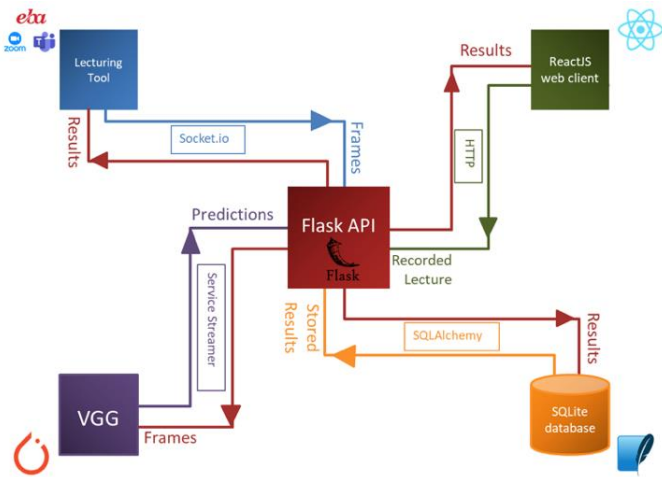 eba
zoom
Lecturing
Tool
Results
Socket.io
Frames
Results
HTTP
ReactJS
web client
Predictions
Flask API
Flask
Recorded
Lecture
Service Streamer
Stored
Results
SQLAlchemy
Results
VGG
Frames
SQLite
database